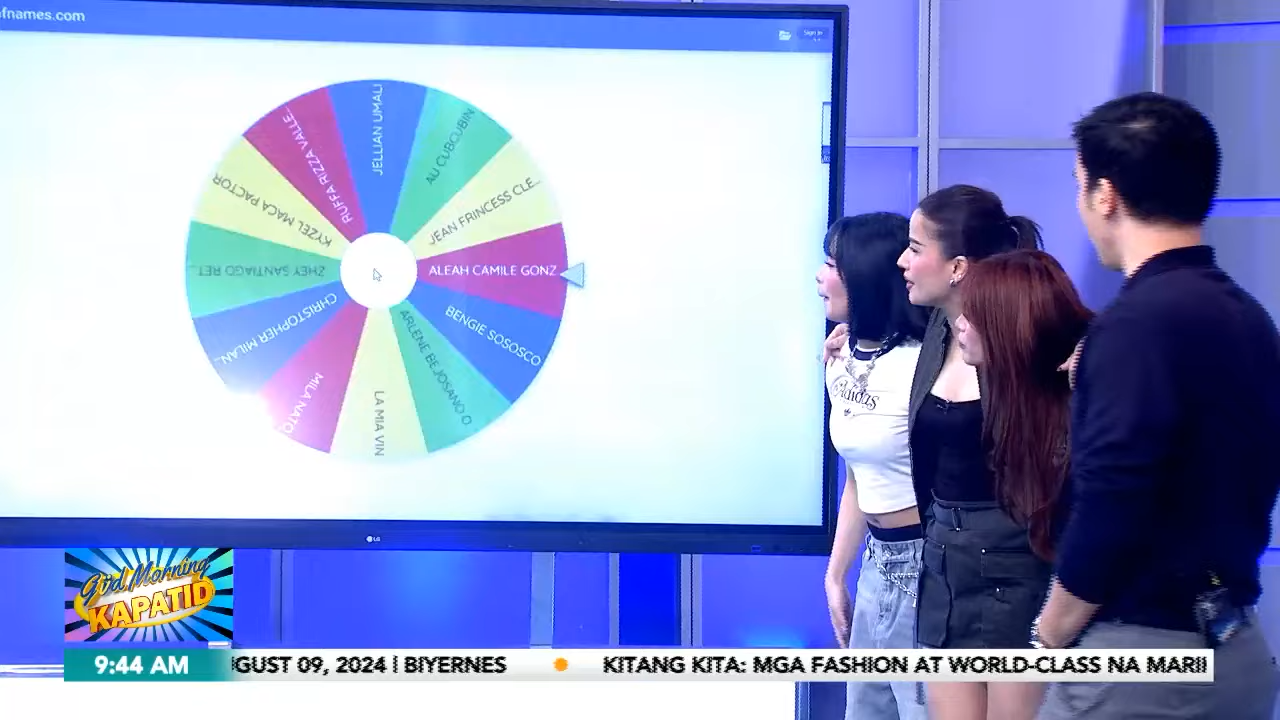 fnames.com
Sign in
JELLIAN UMALI
AU CUBCUBIN
JEAN FRINCESS CLE...
ALEAH CAMILE GONZ
BENGIE SOSOSCO
ARLENE BEJOSANO O
LA MIA VIN
MILA NATO
CHRISTOPHER MILAN...
ZHEY SANTIAGO RET...
KYZEL MACA PACTOR
RUFFA RIZZA VALLE...
Adidas
LG
Gud Morning
KAPATID
9:44 AM GUST 09, 2024 | BIYERNES KITANG KITA: MGA FASHION AT WORLD-CLASS NA MARII